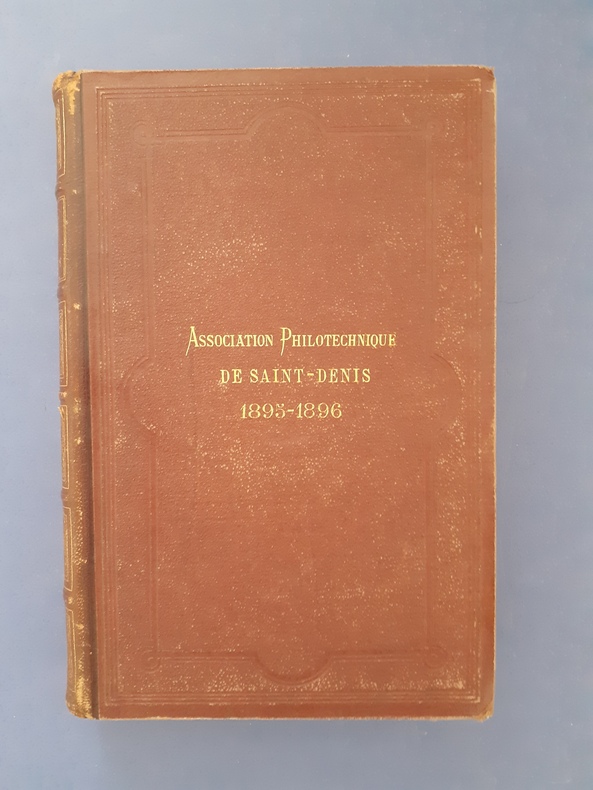 ASSOCIATION PHILOTECHNIQUE
DE SAINT-DENIS
1895-1896